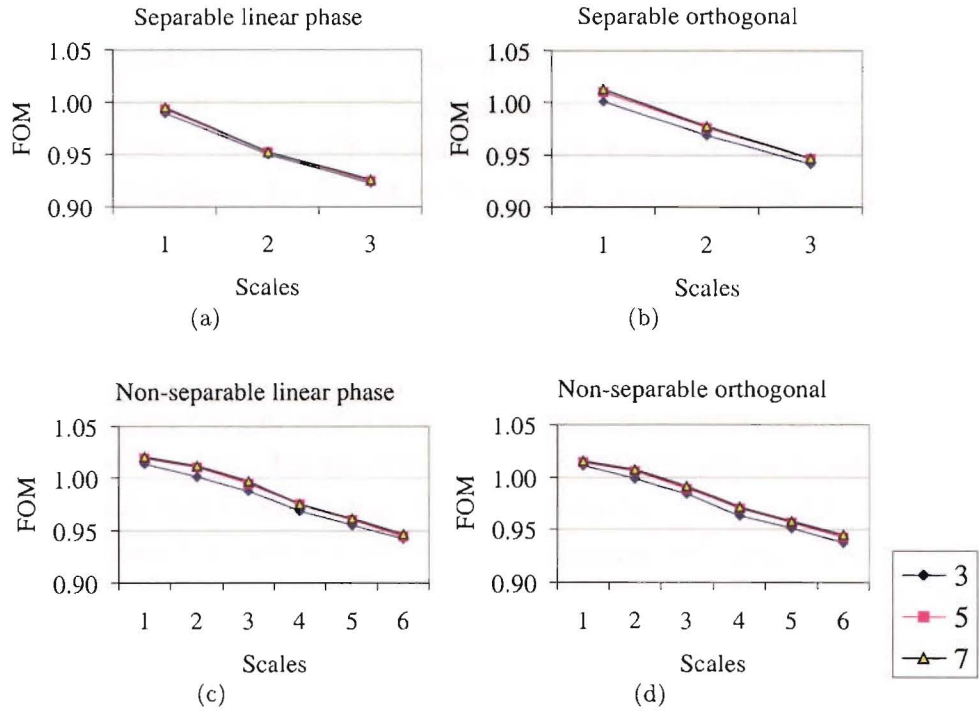 Separable linear phase
1.05
1.00
0.95
0.90
FOM
1 2 3
Scales
(a)
Separable orthogonal
1.05
1.00
0.95
0.90
FOM
1 2 3
Scales
(b)
Non-separable linear phase
1.05
1.00
0.95
0.90
FOM
1 2 3 4 5 6
Scales
(c)
Non-separable orthogonal
1.05
1.00
0.95
0.90
FOM
1 2 3 4 5 6
Scales
(d)
3
5
7